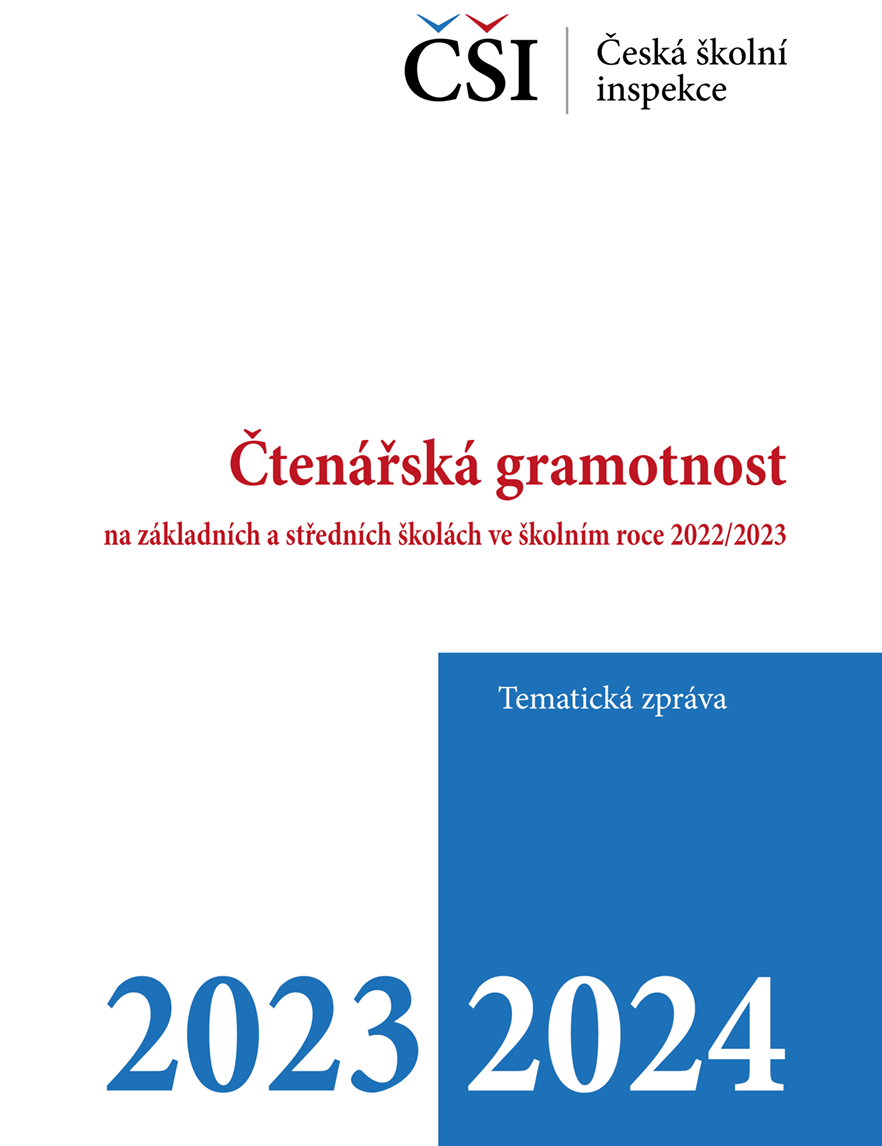 ČŠI
Česká školní
inspekce
Čtenářská gramotnost
na základních a středních školách ve školním roce 2022/2023
Tematická zpráva
2023 2024